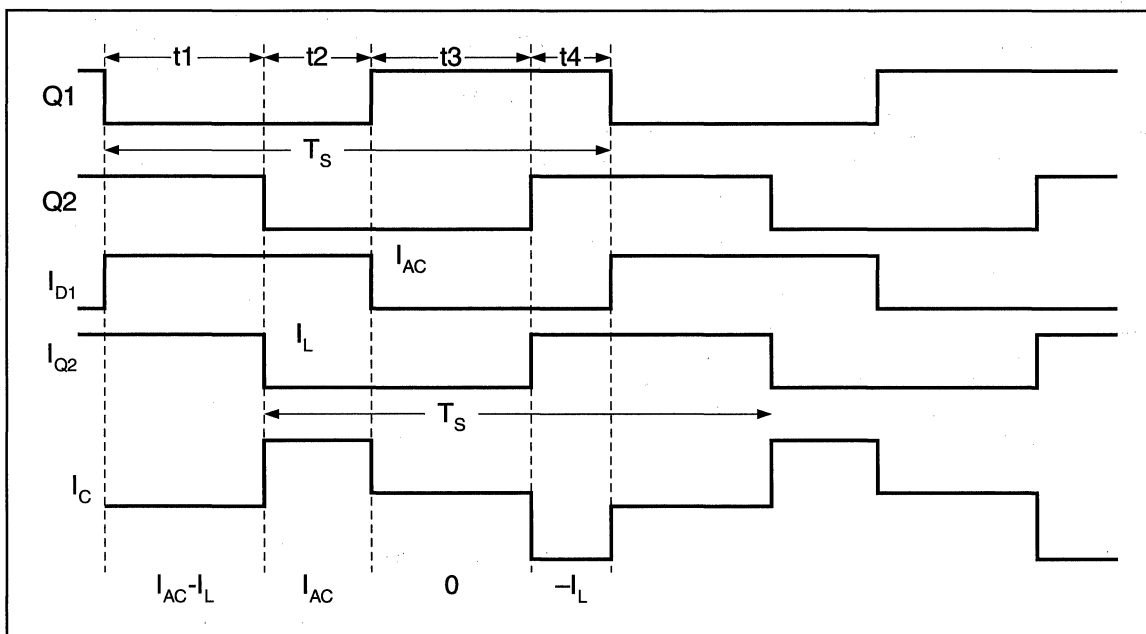 t1 t2 t3 t4
Q1
T_S
Q2
I_AC
I_D1
I_L
I_Q2
T_S
I_C
I_AC-I_L I_AC 0 –I_L